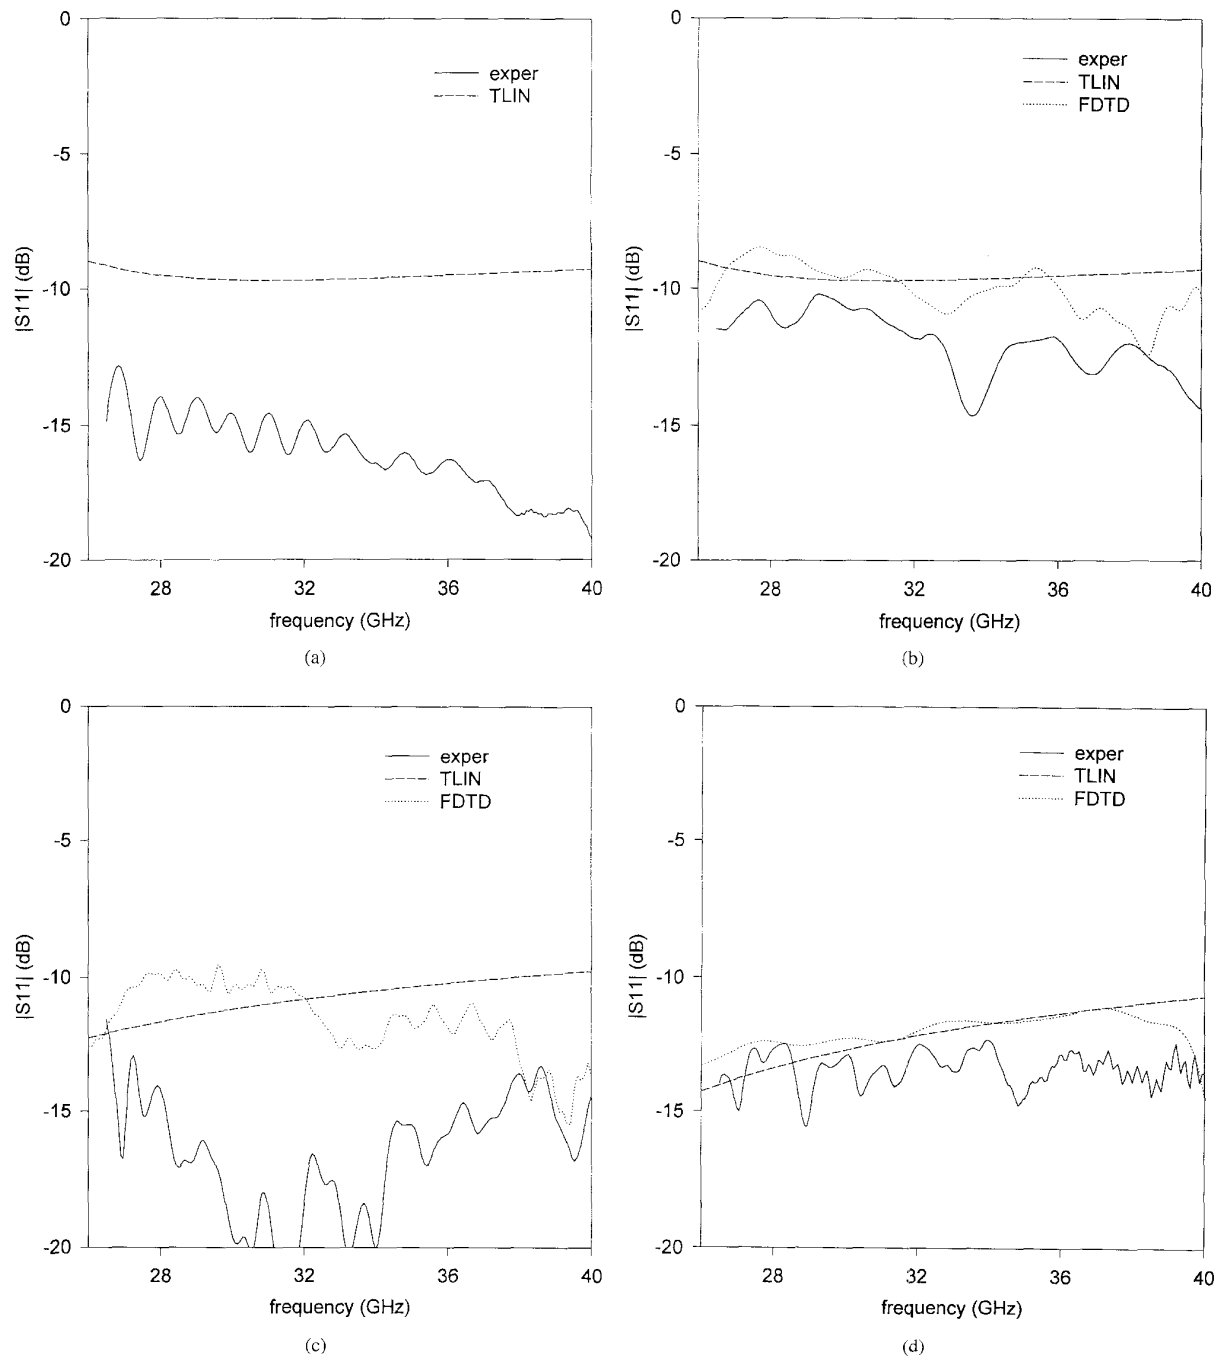 0
-5
-10
-15
-20
|S11| (dB)
exper
TLIN
28
32
36
40
frequency (GHz)
(a)
0
-5
-10
-15
-20
|S11| (dB)
exper
TLIN
FDTD
28
32
36
40
frequency (GHz)
(b)
0
-5
-10
-15
-20
|S11| (dB)
exper
TLIN
FDTD
28
32
36
40
frequency (GHz)
(c)
0
-5
-10
-15
-20
|S11| (dB)
exper
TLIN
FDTD
28
32
36
40
frequency (GHz)
(d)